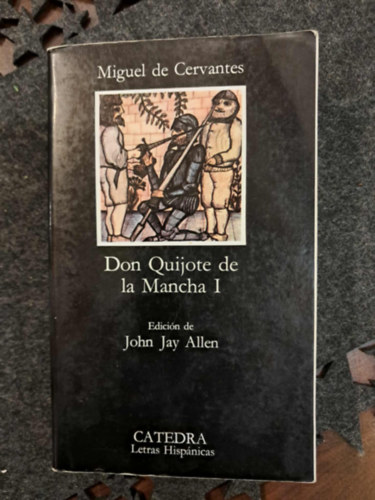 Miguel de Cervantes
Don Quijote de
la Mancha I
Edición de
John Jay Allen
CATEDRA
Letras Hispánicas